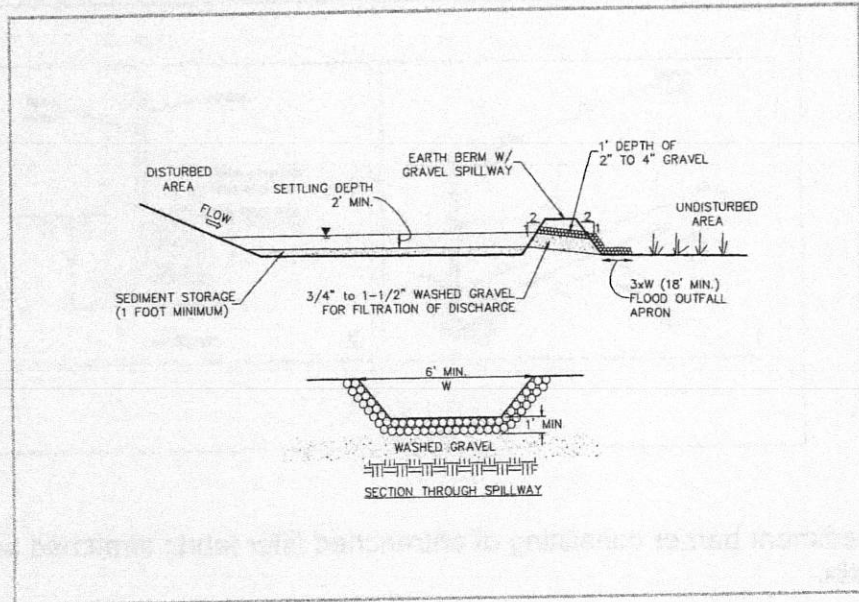 DISTURBED
AREA
FLOW
SETTLING DEPTH
2' MIN.
EARTH BERM W/
GRAVEL SPILLWAY
1' DEPTH OF
2" TO 4" GRAVEL
UNDISTURBED
AREA
2
1
2
1
SEDIMENT STORAGE
(1 FOOT MINIMUM)
3/4" to 1-1/2" WASHED GRAVEL
FOR FILTRATION OF DISCHARGE
3xW (18' MIN.)
FLOOD OUTFALL
APRON
6' MIN.
W
1' MIN
WASHED GRAVEL
SECTION THROUGH SPILLWAY